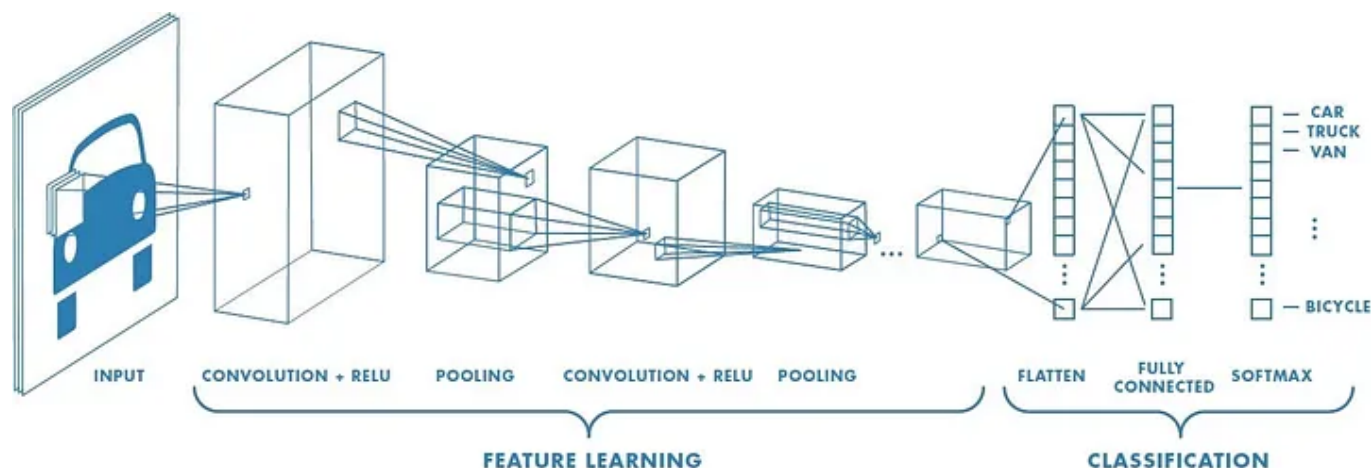 CAR
TRUCK
VAN
BICYCLE
INPUT
CONVOLUTION + RELU
POOLING
CONVOLUTION + RELU
POOLING
FLATTEN
FULLY
CONNECTED
SOFTMAX
FEATURE LEARNING
CLASSIFICATION